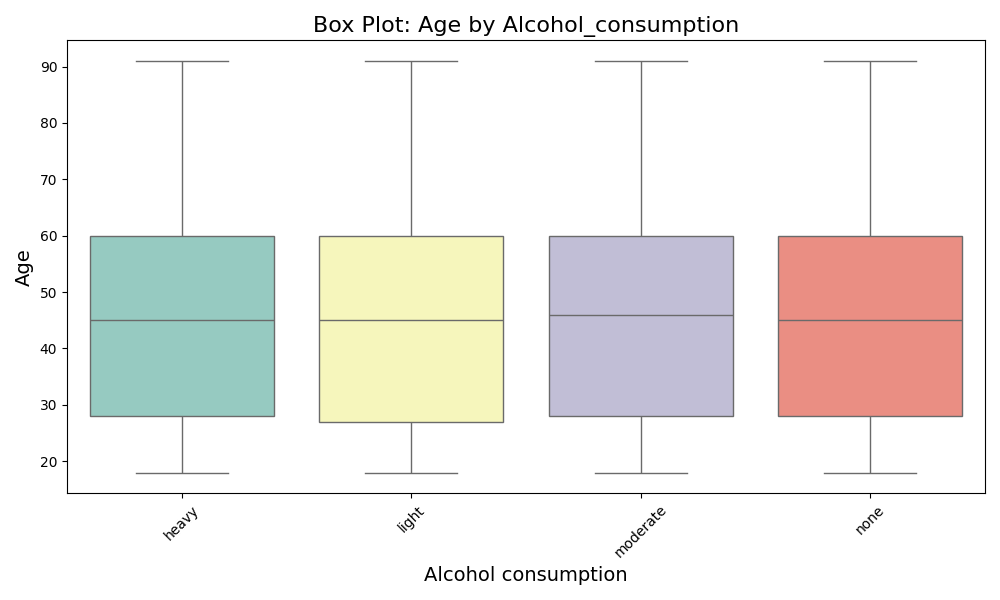 Box Plot: Age by Alcohol_consumption
Age
90
80
70
60
50
40
30
20
heavy
light
moderate
none
Alcohol consumption